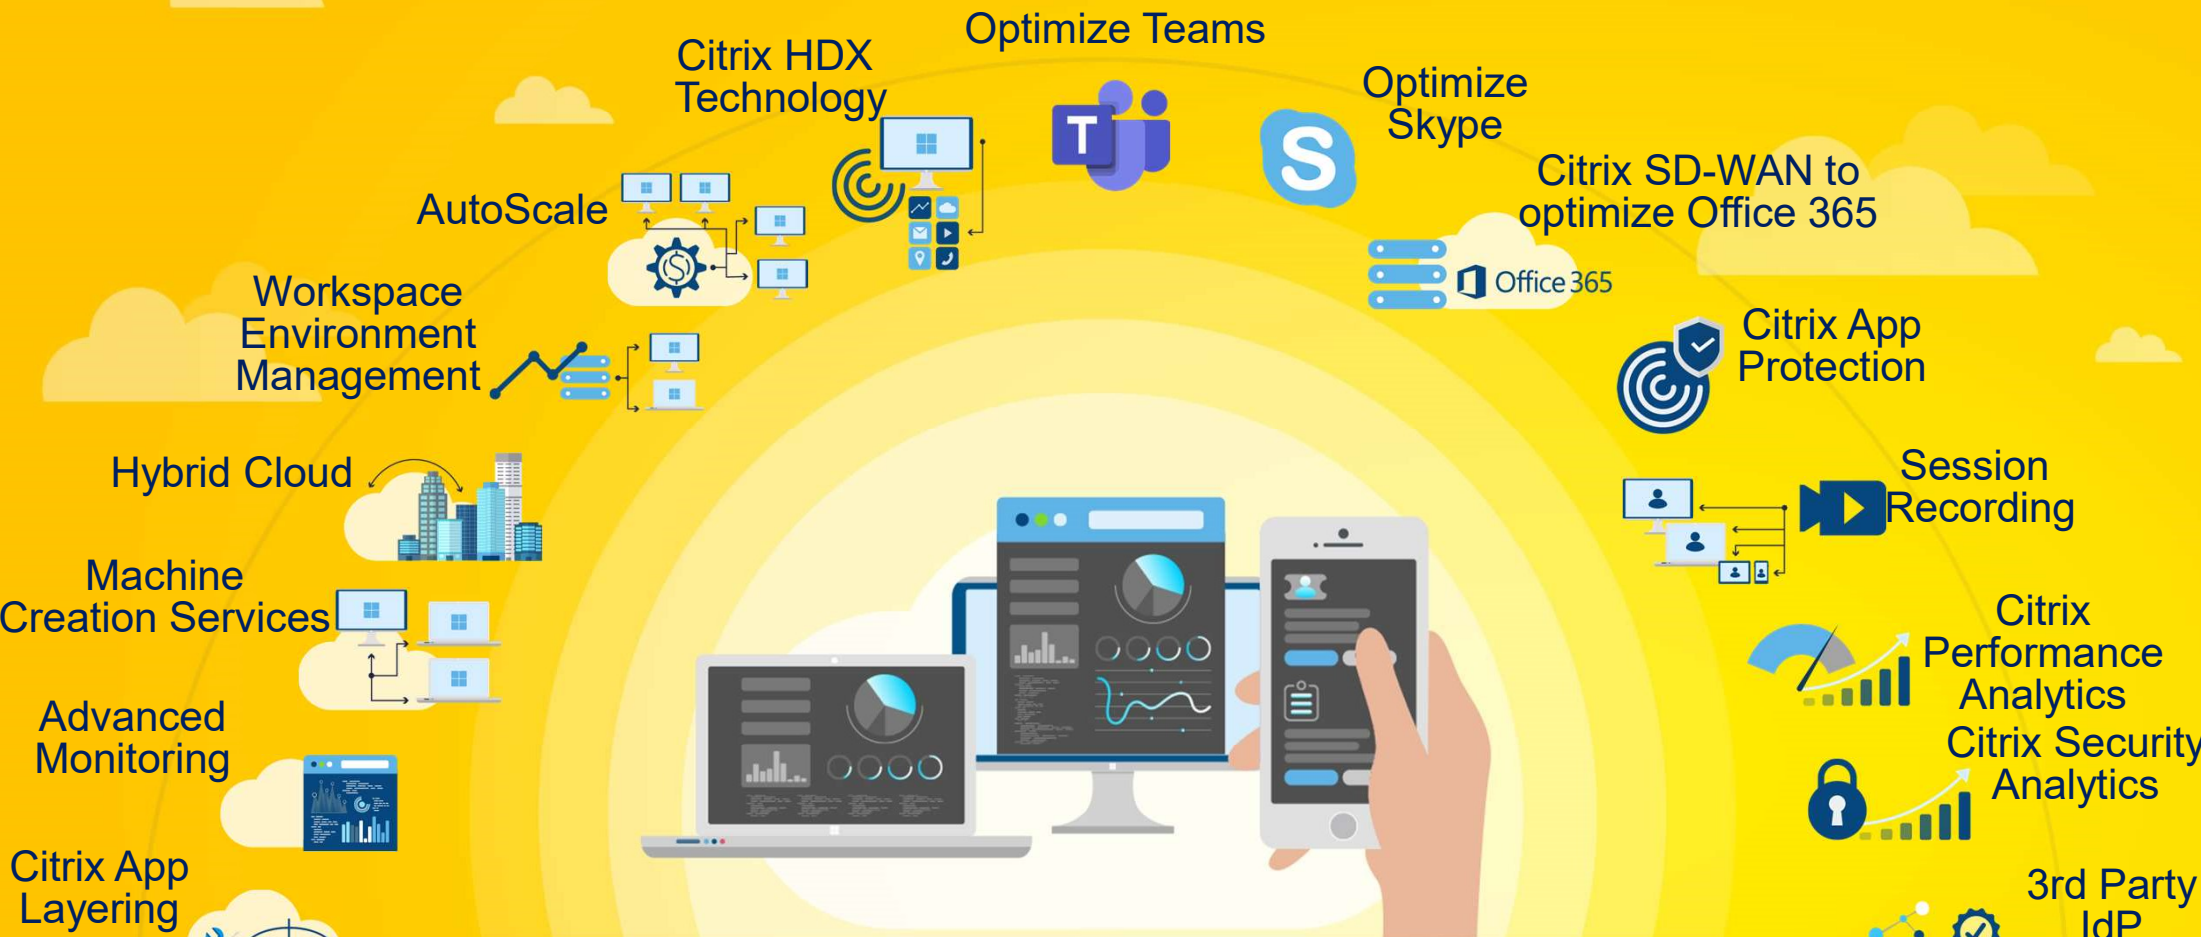 Optimize Teams
Citrix HDX
Technology
Optimize
Skype
T
S
Citrix SD-WAN to
optimize Office 365
AutoScale
Office 365
Workspace
Environment
Management
Citrix App
Protection
Hybrid Cloud
Session
Recording
Machine
Creation Services
Citrix
Performance
Analytics
Advanced
Monitoring
Citrix Security
Analytics
Citrix App
Layering
3rd Party
IdP